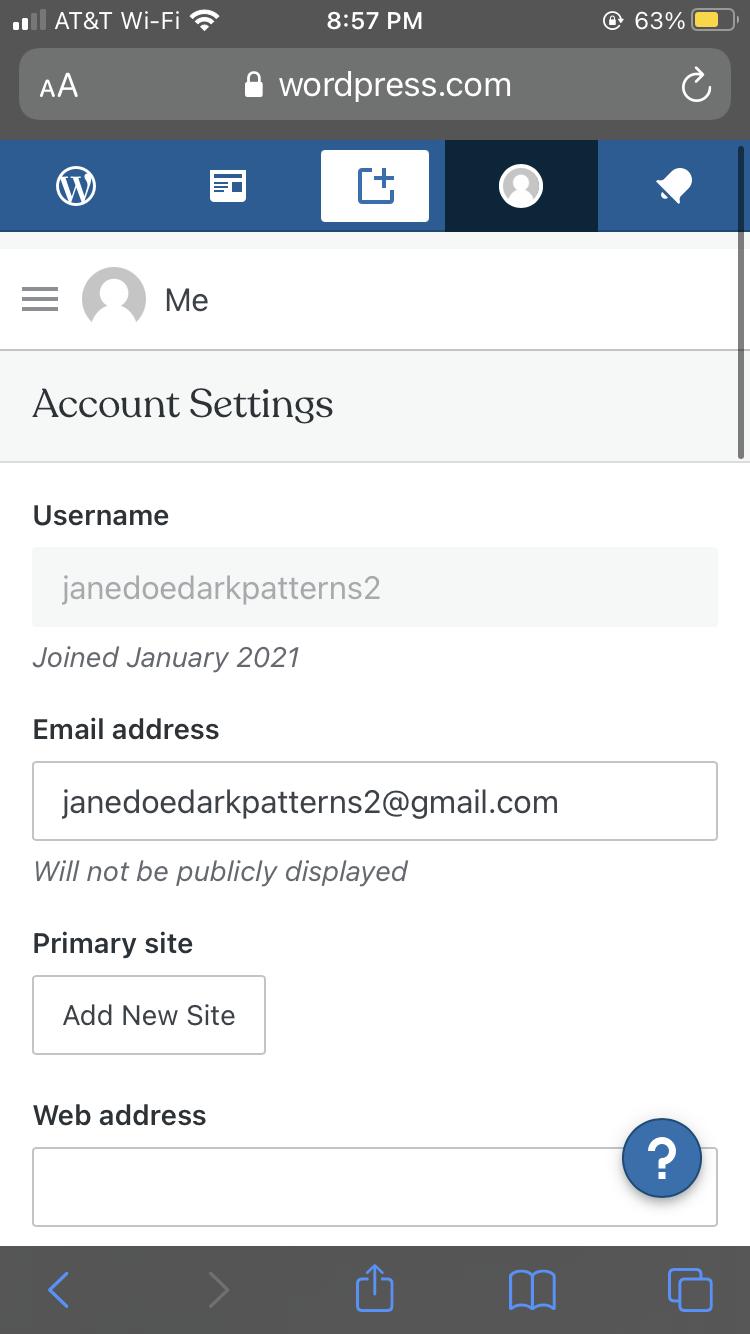 AT&T Wi-Fi 8:57 PM 63%
AA wordpress.com
Me
Account Settings
Username
janedoedarkpatterns2
Joined January 2021
Email address
janedoedarkpatterns2@gmail.com
Will not be publicly displayed
Primary site
Add New Site
Web address
?